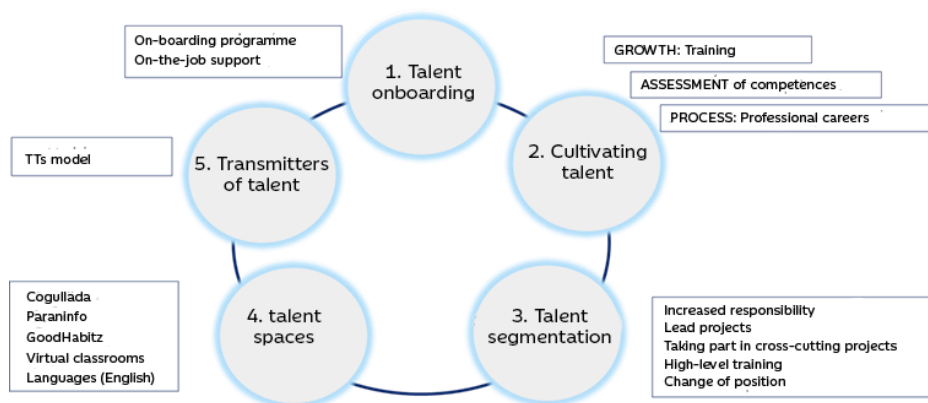 On-boarding programme
On-the-job support
1. Talent
onboarding
GROWTH: Training
ASSESSMENT of competences
PROCESS: Professional careers
2. Cultivating
talent
TTs model
5. Transmitters
of talent
Cogullada
Paraninfo
GoodHabitz
Virtual classrooms
Languages (English)
4. talent
spaces
3. Talent
segmentation
Increased responsibility
Lead projects
Taking part in cross-cutting projects
High-level training
Change of position